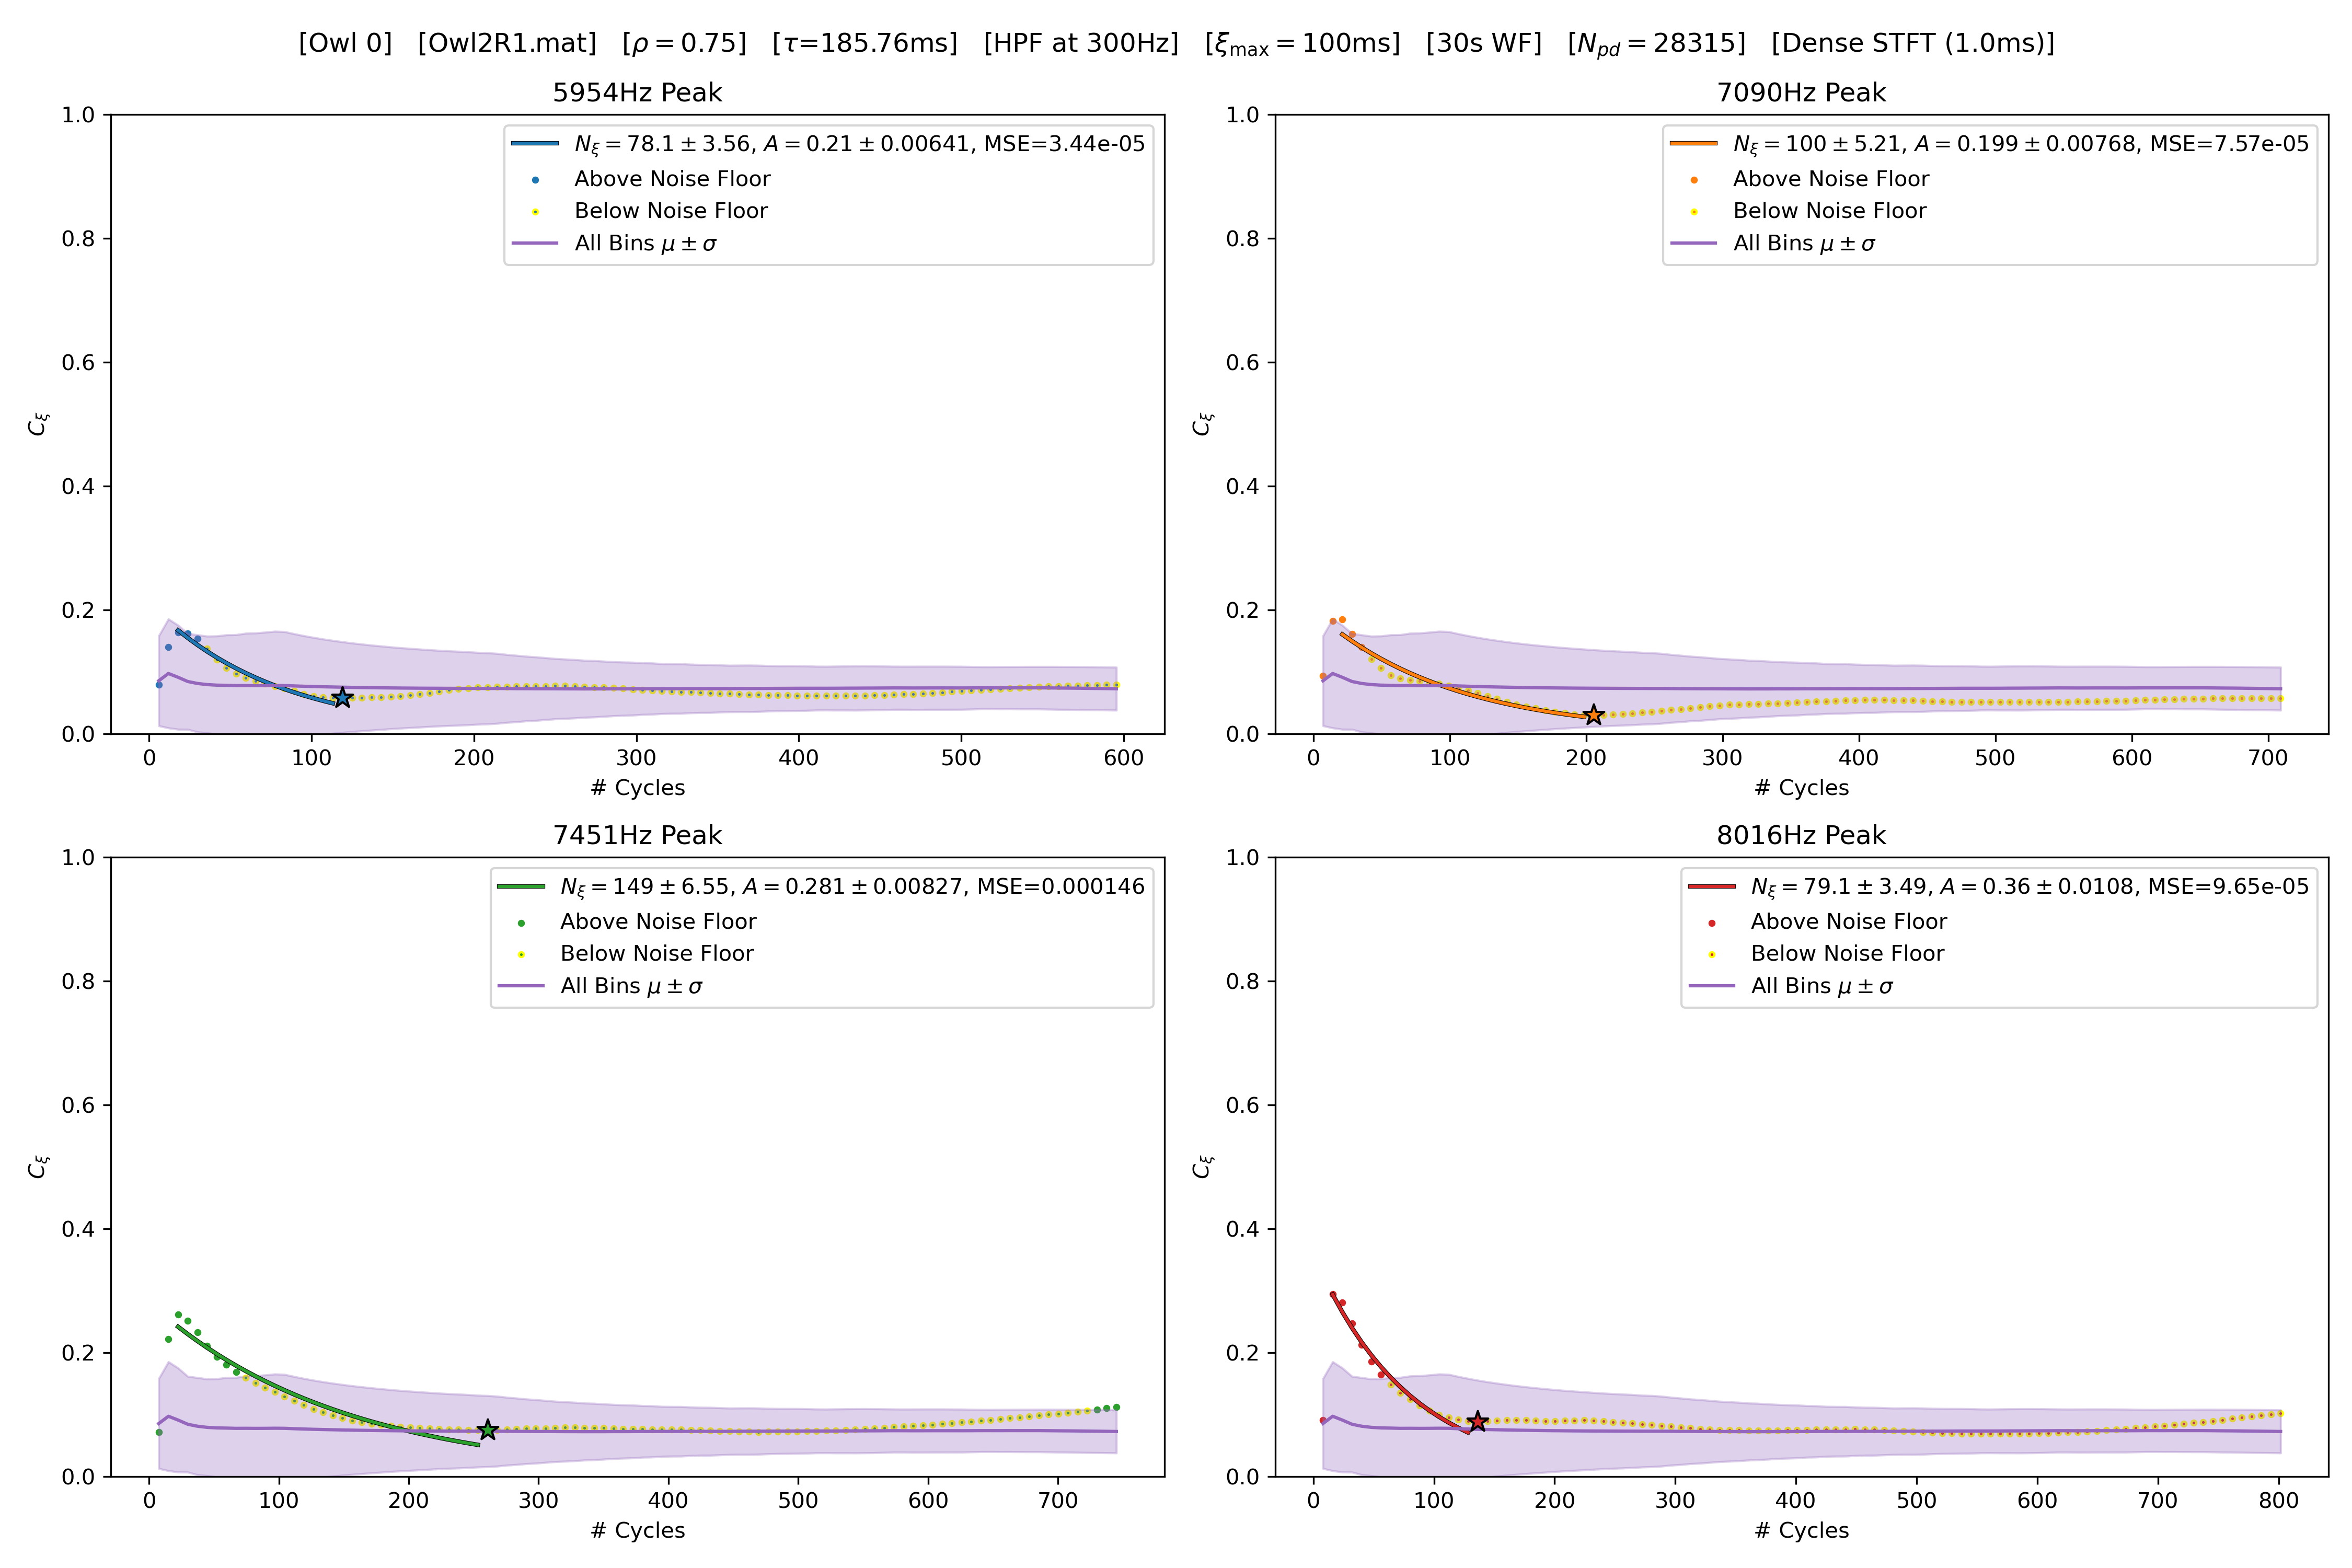 [Owl 0] [Owl2R1.mat] [ρ = 0.75] [τ=185.76ms] [HPF at 300Hz] [ξmax = 100ms] [30s WF] [Npd = 28315] [Dense STFT (1.0ms)]
5954Hz Peak
Nξ = 78.1 ± 3.56, A = 0.21 ± 0.00641, MSE=3.44e-05
Above Noise Floor
Below Noise Floor
All Bins μ ± σ
1.0
0.8
0.6
0.4
0.2
0.0
Cξ
0 100 200 300 400 500 600
# Cycles
7090Hz Peak
Nξ = 100 ± 5.21, A = 0.199 ± 0.00768, MSE=7.57e-05
Above Noise Floor
Below Noise Floor
All Bins μ ± σ
1.0
0.8
0.6
0.4
0.2
0.0
Cξ
0 100 200 300 400 500 600 700
# Cycles
7451Hz Peak
Nξ = 149 ± 6.55, A = 0.281 ± 0.00827, MSE=0.000146
Above Noise Floor
Below Noise Floor
All Bins μ ± σ
1.0
0.8
0.6
0.4
0.2
0.0
Cξ
0 100 200 300 400 500 600 700
# Cycles
8016Hz Peak
Nξ = 79.1 ± 3.49, A = 0.36 ± 0.0108, MSE=9.65e-05
Above Noise Floor
Below Noise Floor
All Bins μ ± σ
1.0
0.8
0.6
0.4
0.2
0.0
Cξ
0 100 200 300 400 500 600 700 800
# Cycles